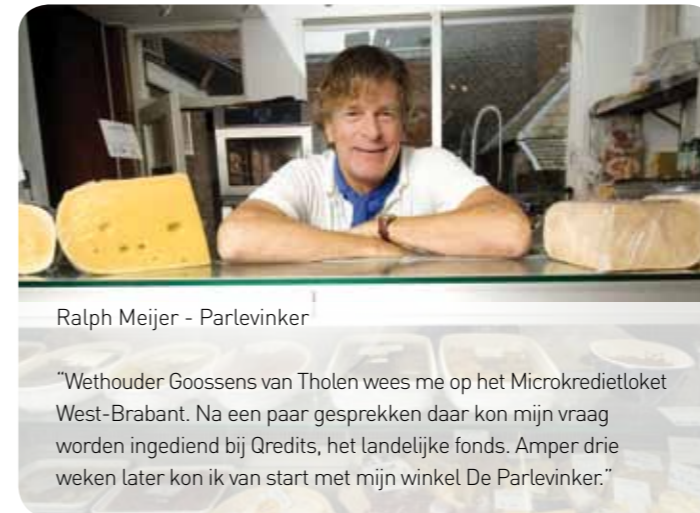 Ralph Meijer - Parlevinker
“Wethouder Goossens van Tholen wees me op het Microkredietloket
West-Brabant. Na een paar gesprekken daar kon mijn vraag
worden ingediend bij Qredits, het landelijke fonds. Amper drie
weken later kon ik van start met mijn winkel De Parlevinker.”